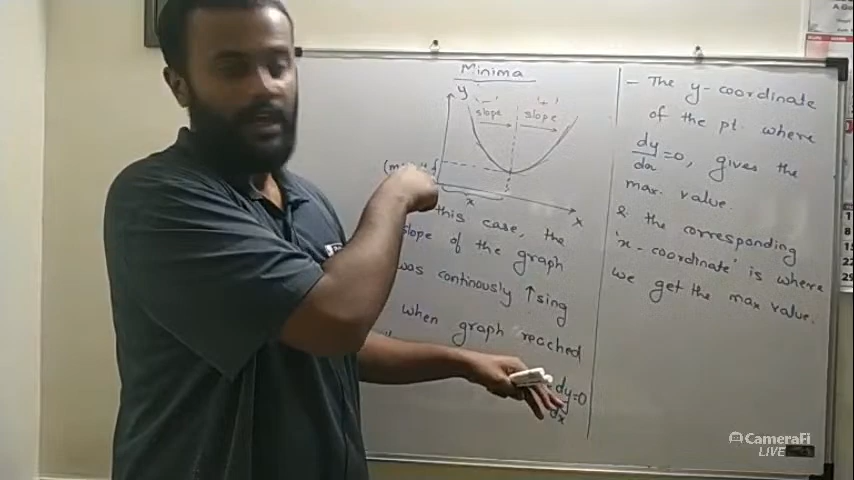 Minima
y
'-' '+'
slope slope
x
x
this case, the
slope of the graph
was continously ↑sing
when graph reached
dy/dx=0
- The y-coordinate
of the pt. where
dy/dx=0, gives the
max. value.
& the corresponding
'x-coordinate' is where
we get the max value.
CameraFi
LIVE